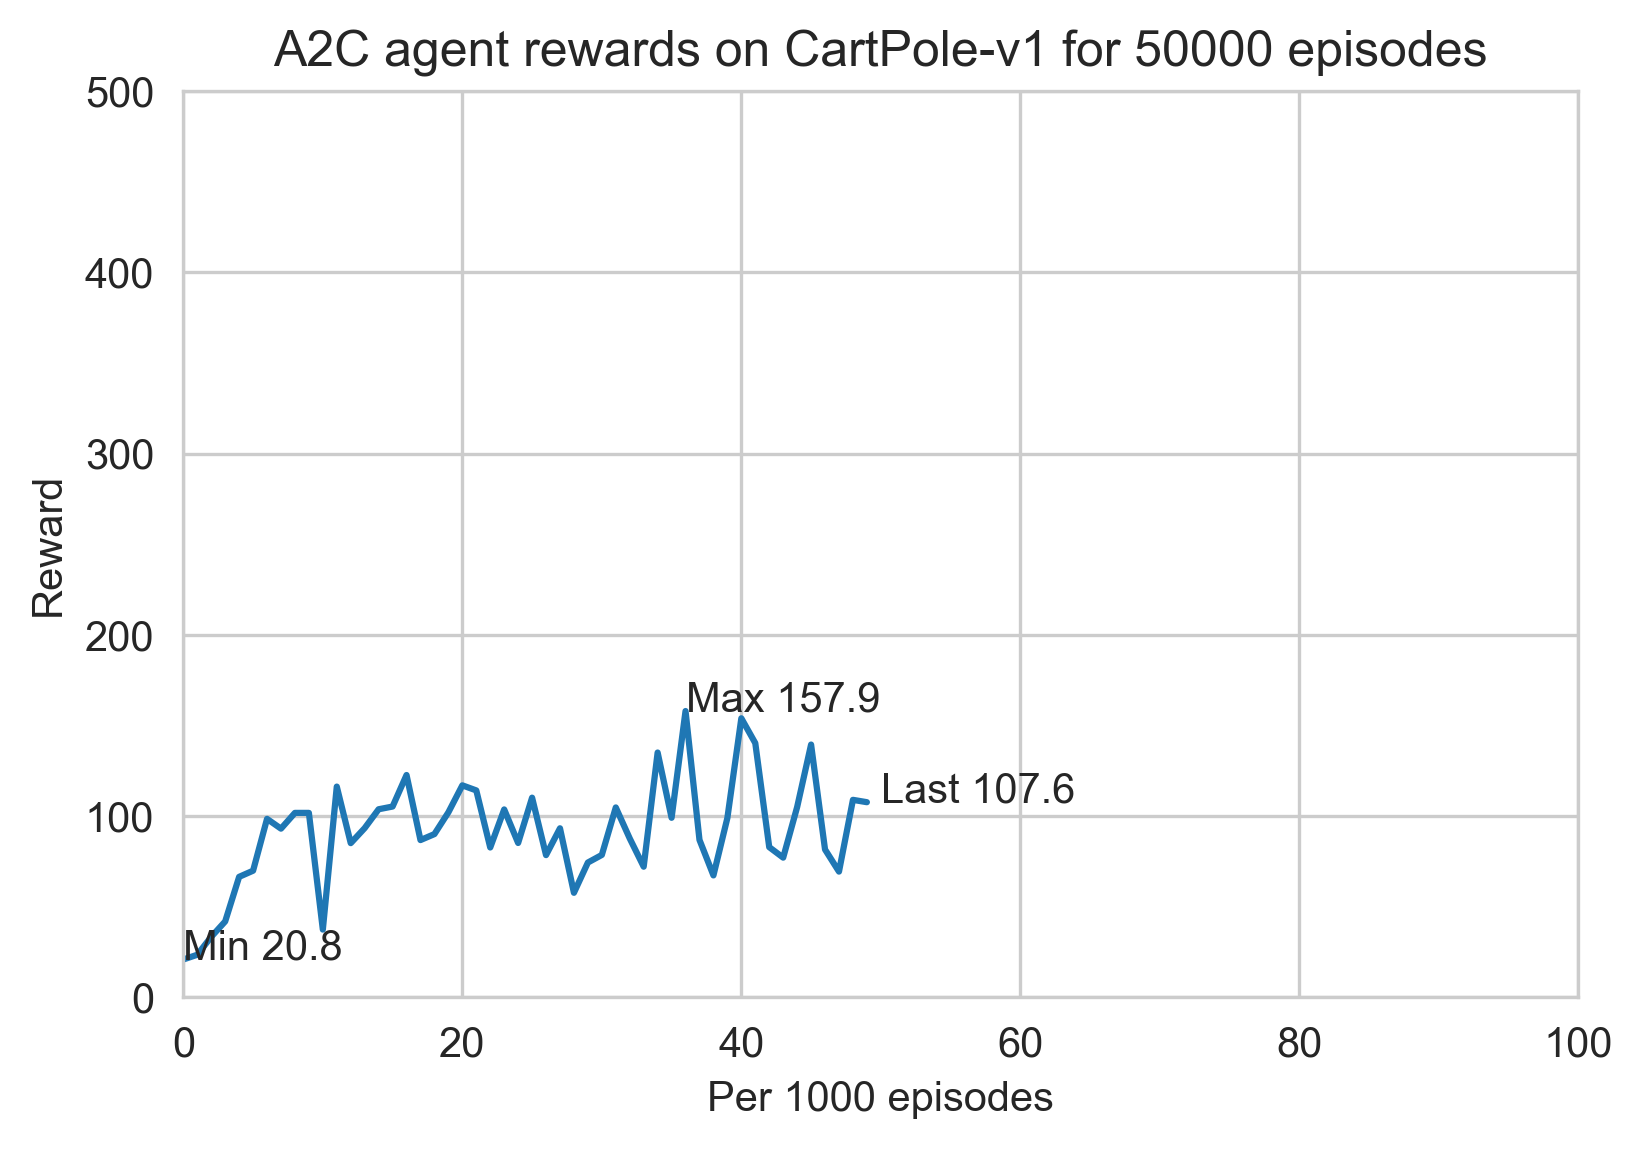 A2C agent rewards on CartPole-v1 for 50000 episodes
500
400
300
200
100
0
Reward
Max 157.9
Last 107.6
Min 20.8
0 20 40 60 80 100
Per 1000 episodes